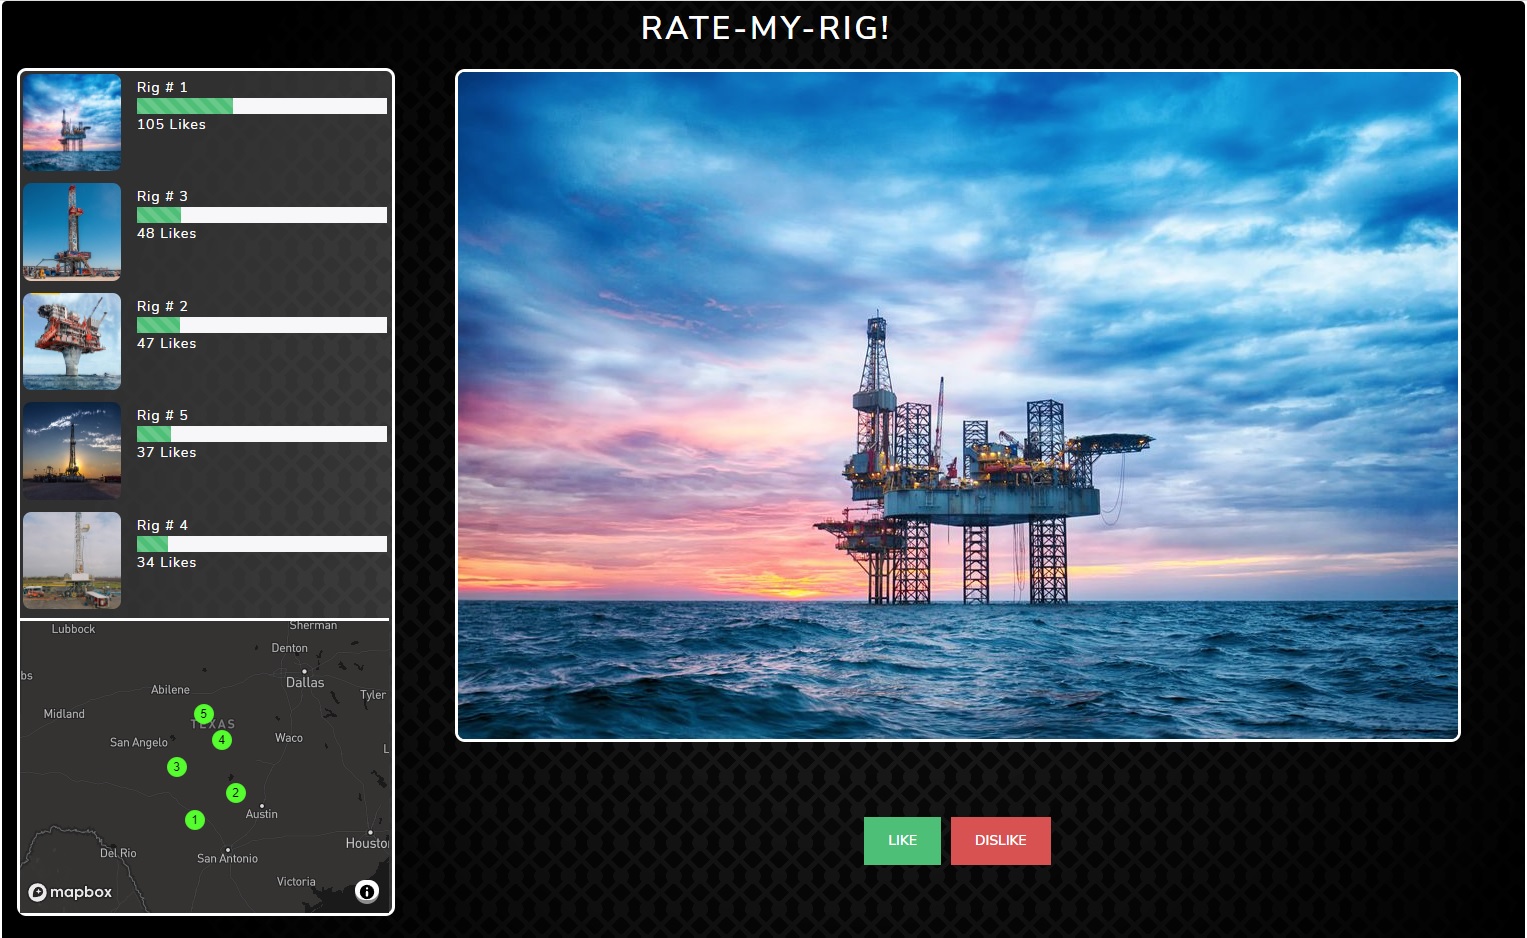 RATE-MY-RIG!
Rig # 1
105 Likes
Rig # 3
48 Likes
Rig # 2
47 Likes
Rig # 5
37 Likes
Rig # 4
34 Likes
Lubbock
Sherman
Denton
bs
Dallas
Abilene
Tyler
Midland
5
TEXAS
San Angelo
4
Waco
L
3
2
1
Austin
Housto
Del Rio
San Antonio
Victoria
mapbox
LIKE
DISLIKE